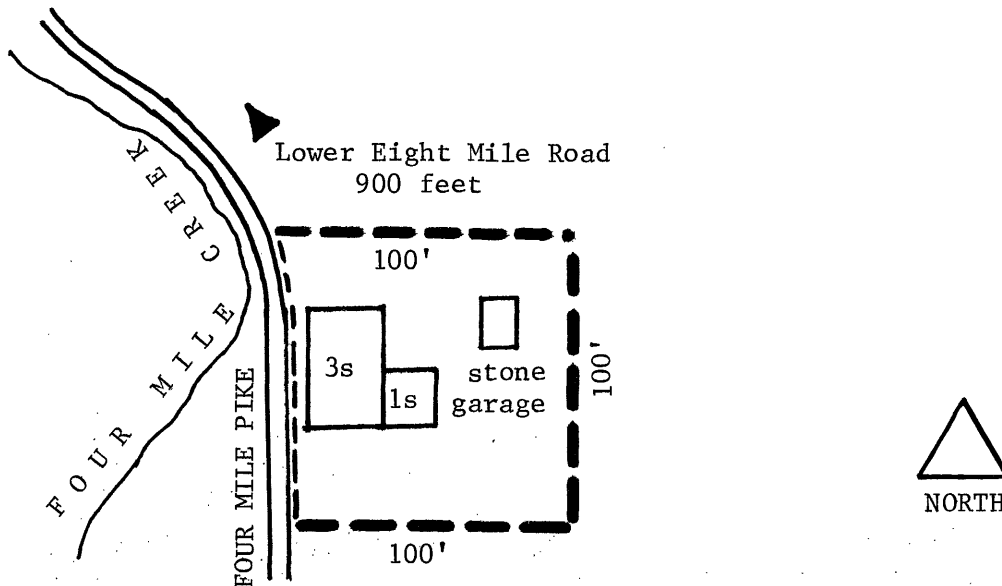 Lower Eight Mile Road
900 feet
FOUR MILE CREEK
100'
3s
1s
stone
garage
100'
FOUR MILE PIKE
100'
NORTH